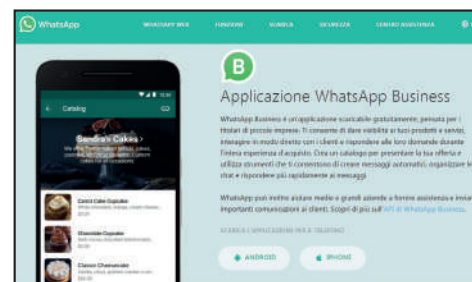 WhatsApp
WHATSAPP WEB
FUNZIONI
SCARICA
SICUREZZA
CENTRO ASSISTENZA
Catalog
Sandra's Cakes
Carrot Cake Cupcake
Chocolate Cupcake
Classic Cheesecake
B
Applicazione WhatsApp Business
WhatsApp Business è un'applicazione scaricabile gratuitamente, pensata per i
titolari di piccole imprese. Ti consente di dare visibilità ai tuoi prodotti e servizi,
interagire in modo diretto con i clienti e rispondere alle loro domande durante
l'intera esperienza di acquisto. Crea un catalogo per presentare la tua offerta e
utilizza strumenti che ti consentono di creare messaggi automatici, organizzare le
chat e rispondere più rapidamente ai messaggi.
WhatsApp può inoltre aiutare medie e grandi aziende a fornire assistenza e inviare
importanti comunicazioni ai clienti. Scopri di più sull'API di WhatsApp Business.
SCARICA L'APPLICAZIONE PER IL TELEFONO
ANDROID
IPHONE